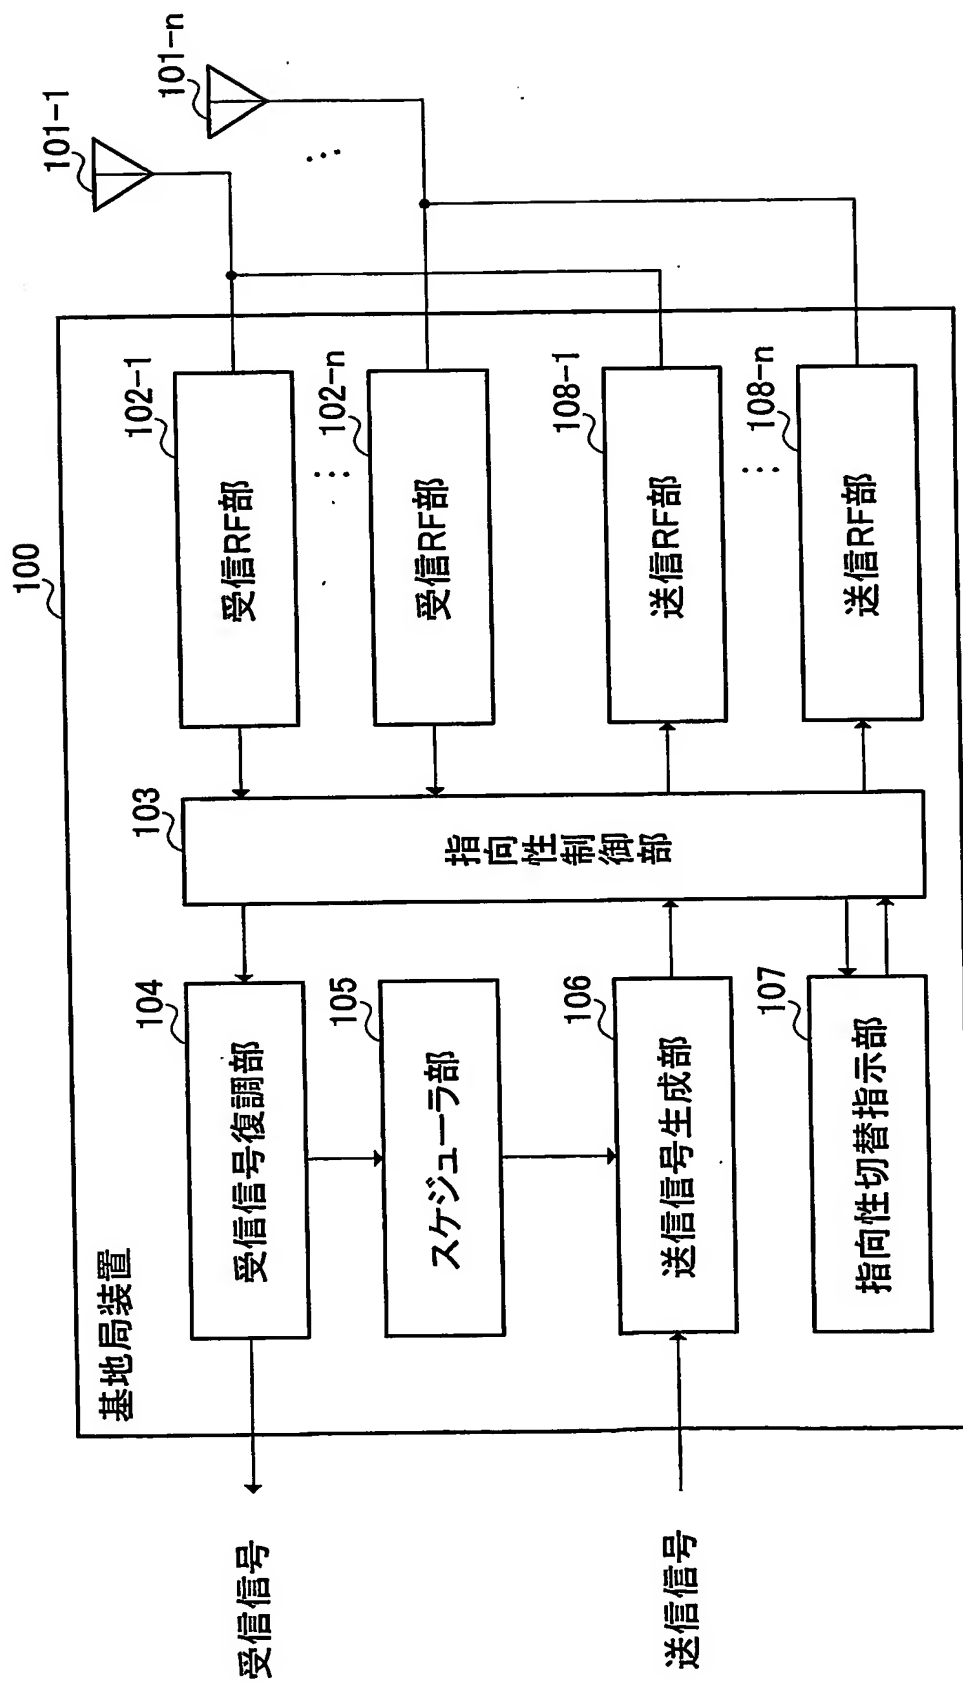 100
基地局装置
101-1
101-n
102-1
受信RF部
102-n
受信RF部
108-1
送信RF部
108-n
送信RF部
103
指向性制御部
104
受信信号復調部
105
スケジューラ部
106
送信信号生成部
107
指向性切替指示部
受信信号
送信信号